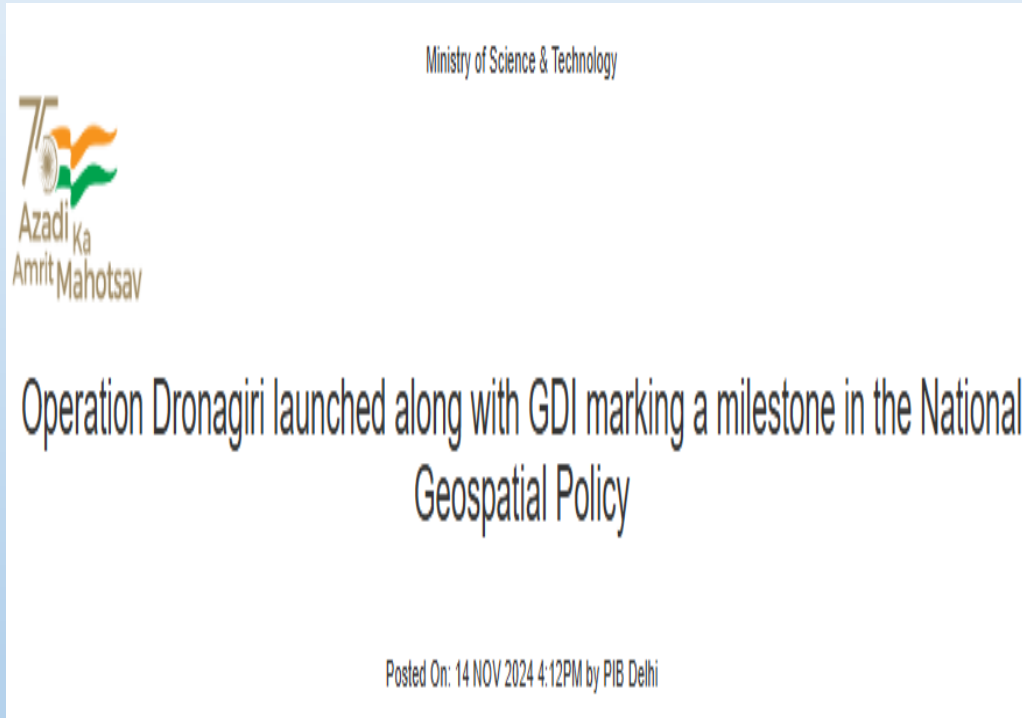 Ministry of Science & Technology
75
Azadi Ka
Amrit Mahotsav
Operation Dronagiri launched along with GDI marking a milestone in the National
Geospatial Policy
Posted On: 14 NOV 2024 4:12PM by PIB Delhi